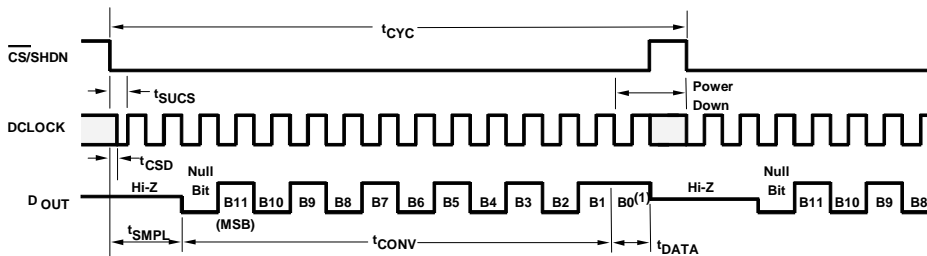 tCYC
CS/SHDN
Power
Down
tSUCS
DCLOCK
tCSD
Null
Bit
Null
Bit
Hi-Z
Hi-Z
DOUT
B11 B10 B9 B8 B7 B6 B5 B4 B3 B2 B1 B0(1)
B11 B10 B9 B8
(MSB)
tSMPL
tCONV
tDATA